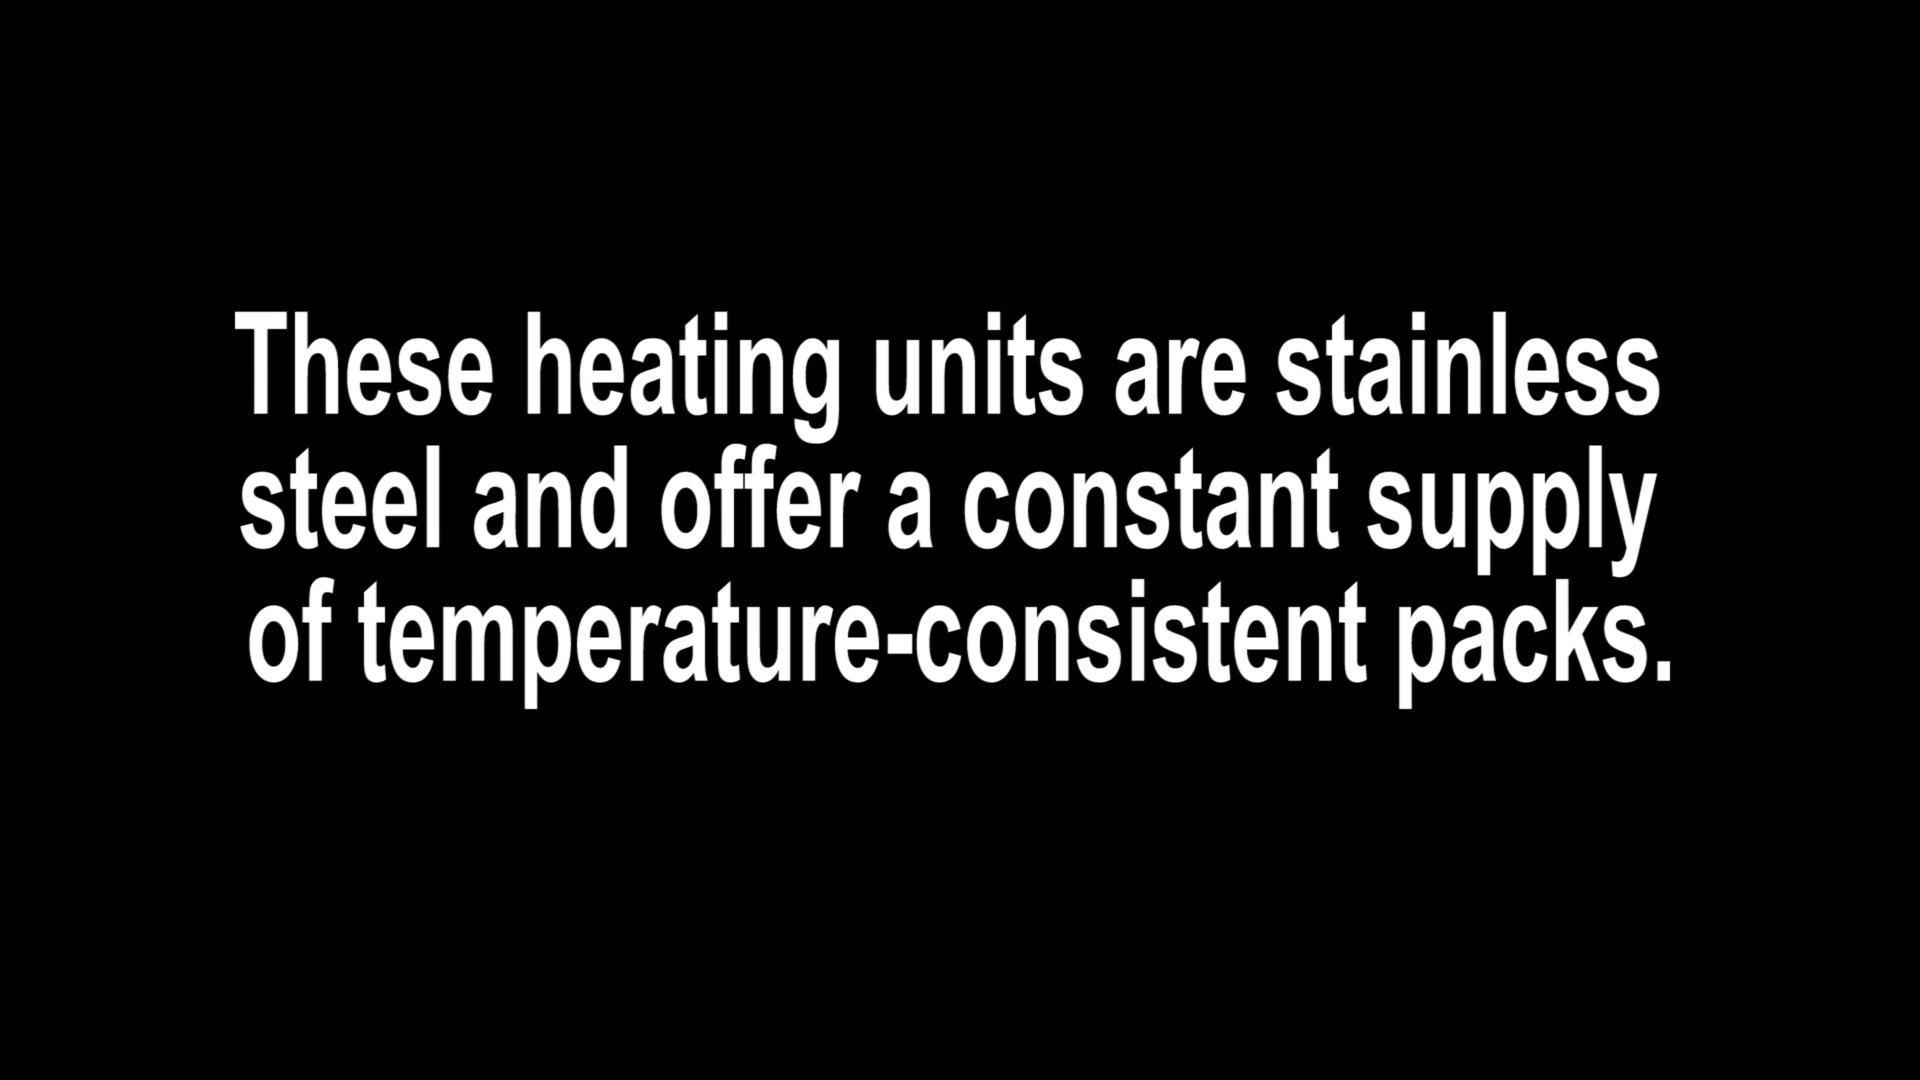 These heating units are stainless
steel and offer a constant supply
of temperature-consistent packs.